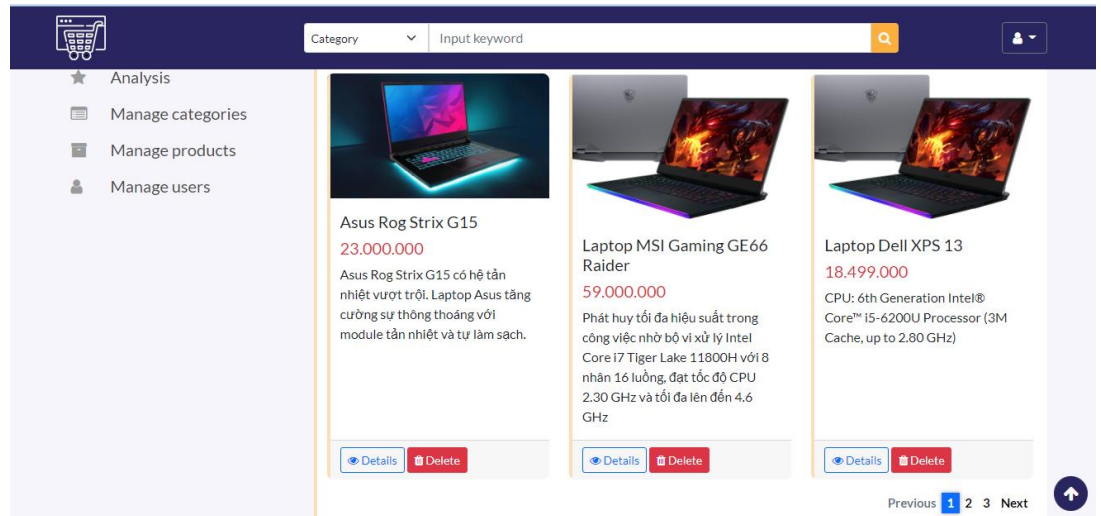 Category
Input keyword
Analysis
Manage categories
Manage products
Manage users
Asus Rog Strix G15
23.000.000
Asus Rog Strix G15 có hệ tản
nhiệt vượt trội. Laptop Asus tăng
cường sự thông thoáng với
module tản nhiệt và tự làm sạch.
Details
Delete
Laptop MSI Gaming GE66
Raider
59.000.000
Phát huy tối đa hiệu suất trong
công việc nhờ bộ vi xử lý Intel
Core i7 Tiger Lake 11800H với 8
nhân 16 luồng, đạt tốc độ CPU
2.30 GHz và tối đa lên đến 4.6
GHz
Details
Delete
Laptop Dell XPS 13
18.499.000
CPU: 6th Generation Intel®
Core™ i5-6200U Processor (3M
Cache, up to 2.80 GHz)
Details
Delete
Previous 1 2 3 Next